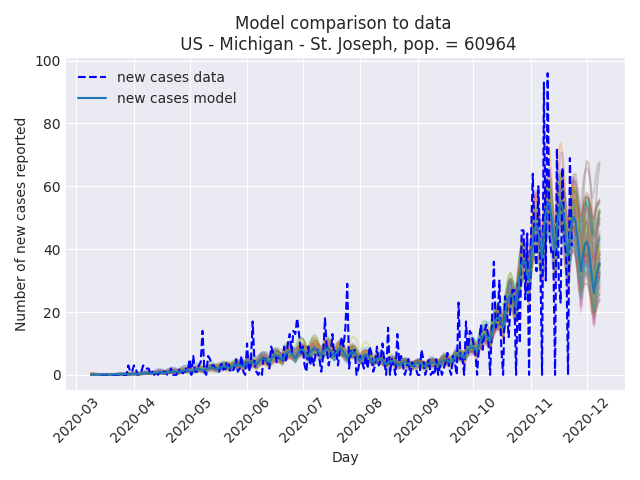 Model comparison to data
US - Michigan - St. Joseph, pop. = 60964
100
80
60
40
20
0
Number of new cases reported
new cases data
new cases model
2020-03
2020-04
2020-05
2020-06
2020-07
2020-08
2020-09
2020-10
2020-11
2020-12
Day